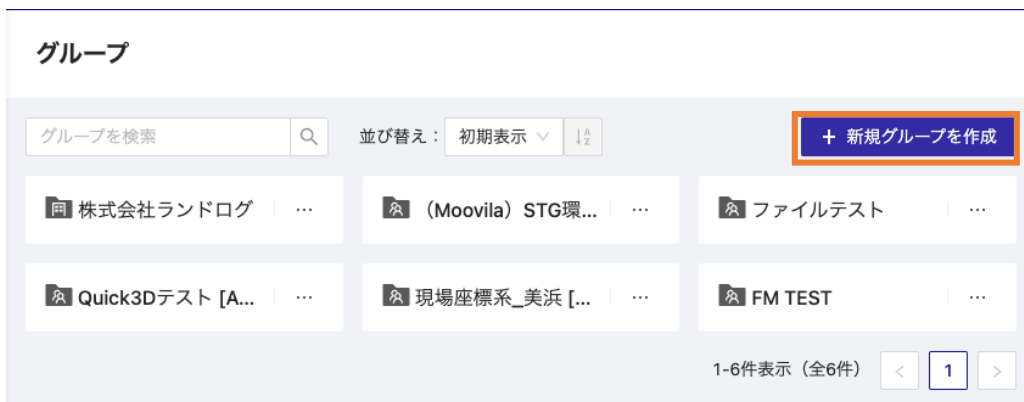 グループ
グループを検索 並び替え： 初期表示 + 新規グループを作成
株式会社ランドログ ... （Moovila）STG環... ... ファイルテスト ...
Quick3Dテスト [A... ... 現場座標系_美浜 [... ... FM TEST ...
1-6件表示（全6件） < 1 >